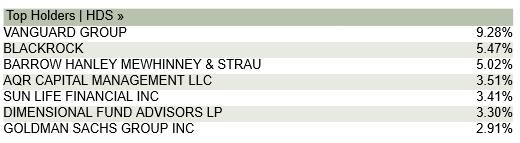 Top Holders | HDS »
VANGUARD GROUP 9.28%
BLACKROCK 5.47%
BARROW HANLEY MEWHINNEY & STRAU 5.02%
AQR CAPITAL MANAGEMENT LLC 3.51%
SUN LIFE FINANCIAL INC 3.41%
DIMENSIONAL FUND ADVISORS LP 3.30%
GOLDMAN SACHS GROUP INC 2.91%